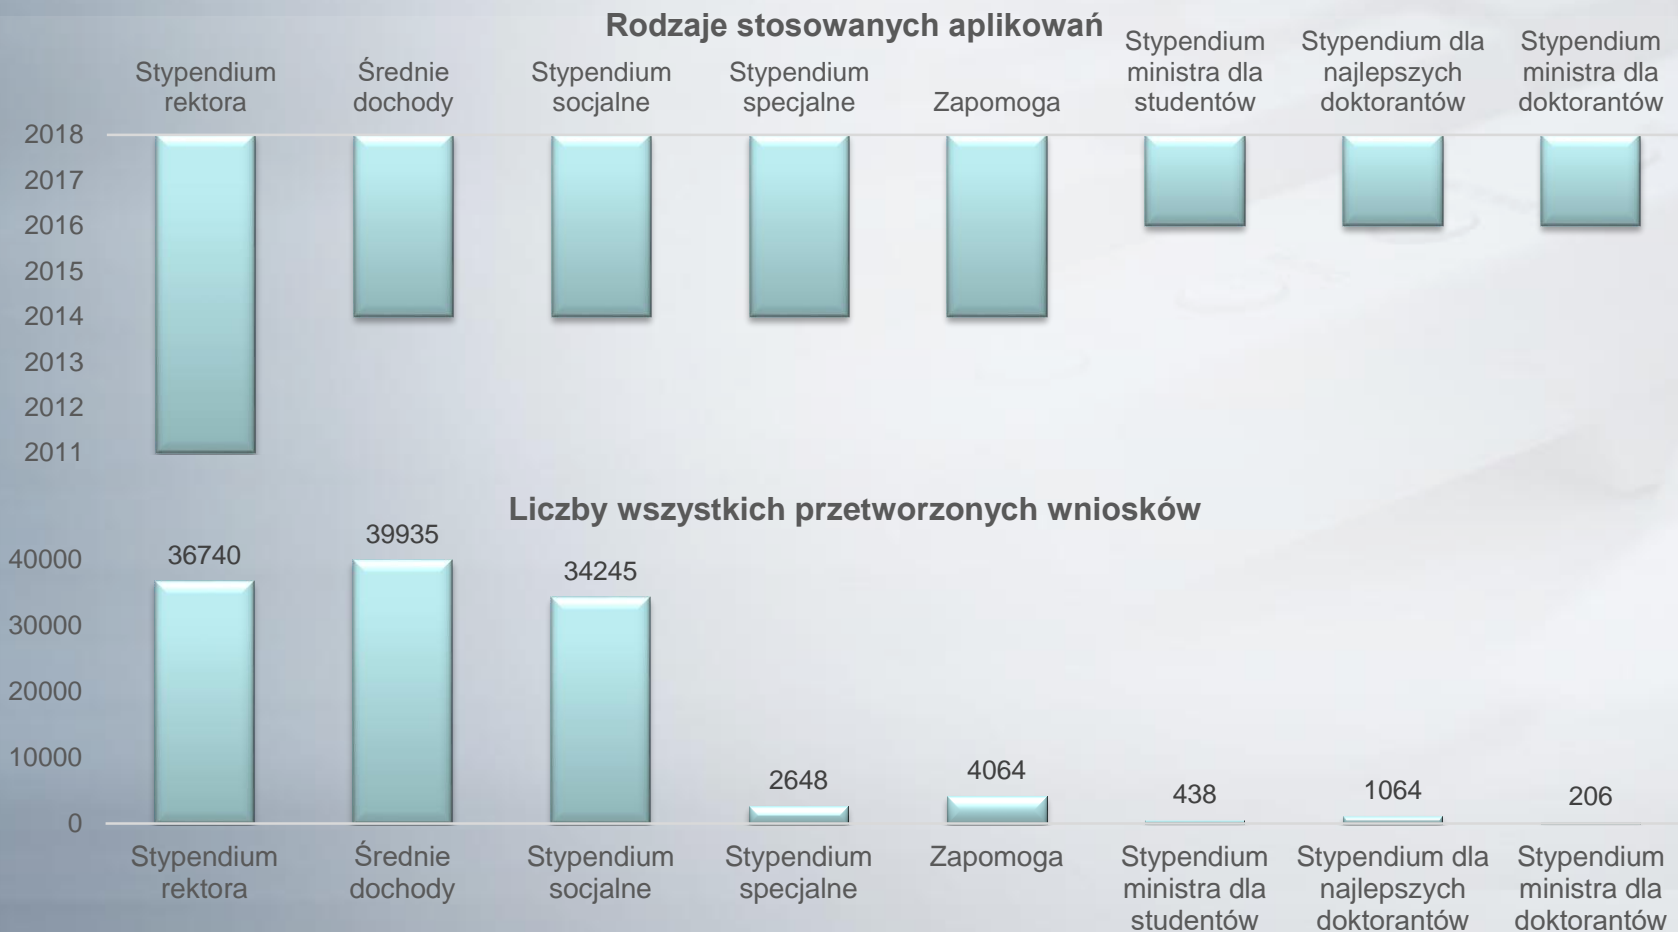 Rodzaje stosowanych aplikowań
Stypendium
rektora
Średnie
dochody
Stypendium
socjalne
Stypendium
specjalne
Zapomoga
Stypendium
ministra dla
studentów
Stypendium dla
najlepszych
doktorantów
Stypendium
ministra dla
doktorantów
2018
2017
2016
2015
2014
2013
2012
2011
Liczby wszystkich przetworzonych wniosków
40000
30000
20000
10000
0
36740
39935
34245
2648
4064
438
1064
206
Stypendium
rektora
Średnie
dochody
Stypendium
socjalne
Stypendium
specjalne
Zapomoga
Stypendium
ministra dla
studentów
Stypendium dla
najlepszych
doktorantów
Stypendium
ministra dla
doktorantów